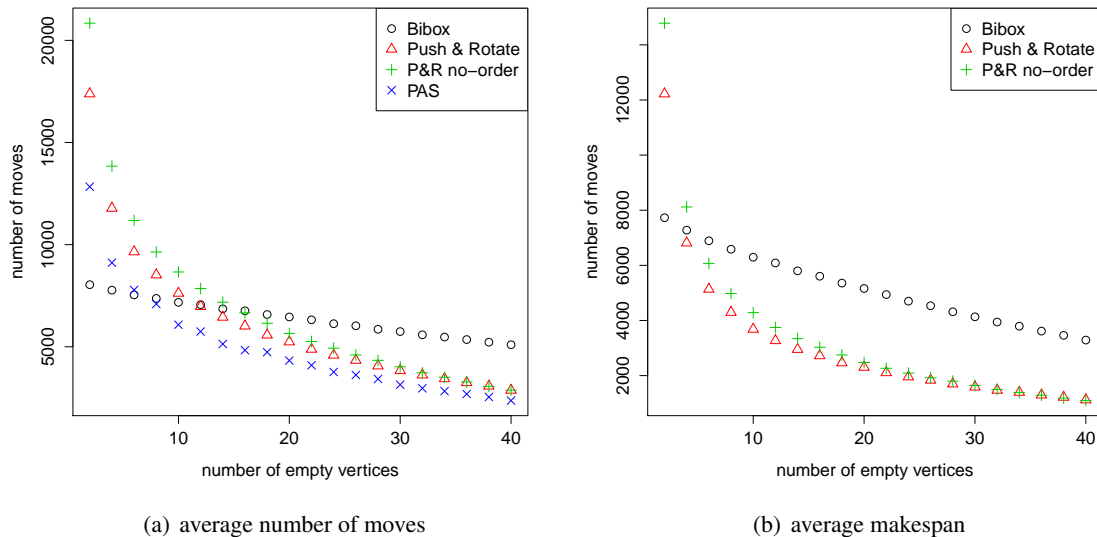 Bibox
Push & Rotate
P&R no−order
PAS
20000
15000
10000
5000
number of moves
10
20
30
40
number of empty vertices
(a) average number of moves
Bibox
Push & Rotate
P&R no−order
12000
10000
8000
6000
4000
2000
number of moves
10
20
30
40
number of empty vertices
(b) average makespan